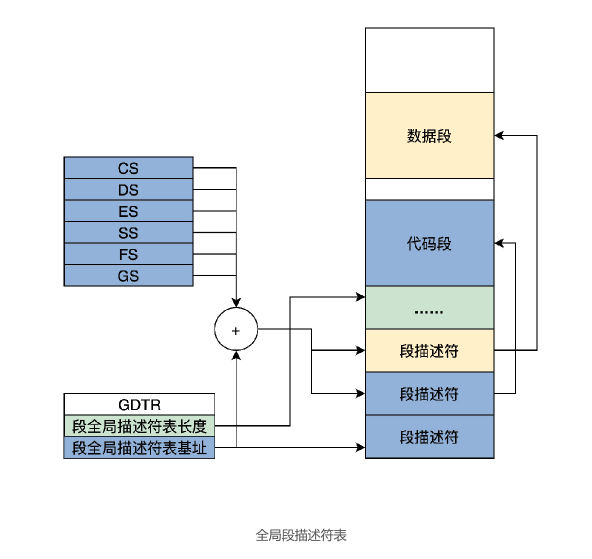 数据段
CS
DS
ES
SS
FS
GS
代码段
......
+
段描述符
GDTR
段描述符
段全局描述符表长度
段全局描述符表基址
段描述符
全局段描述符表